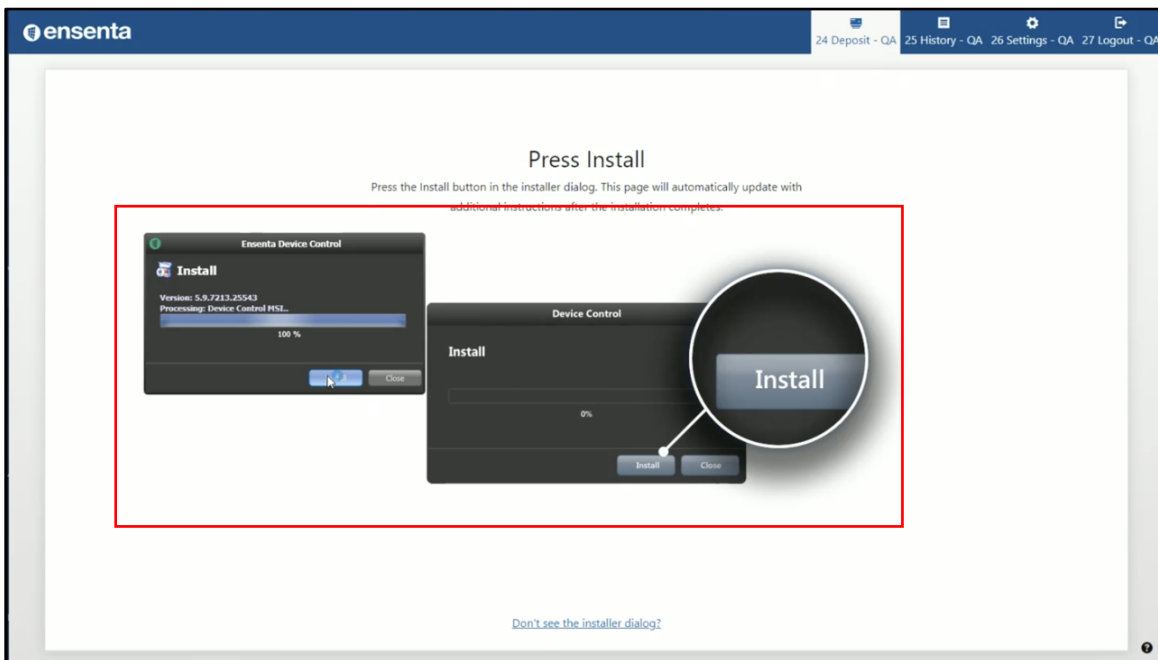 ensenta
24 Deposit - QA
25 History - QA
26 Settings - QA
27 Logout - QA
Press Install
Press the Install button in the installer dialog. This page will automatically update with
additional instructions after the installation completes.
Ensenta Device Control
Install
Version: 5.9.7213.25543
Processing: Device Control MSI..
100 %
Close
Device Control
Install
0%
Install
Close
Install
Don't see the installer dialog?